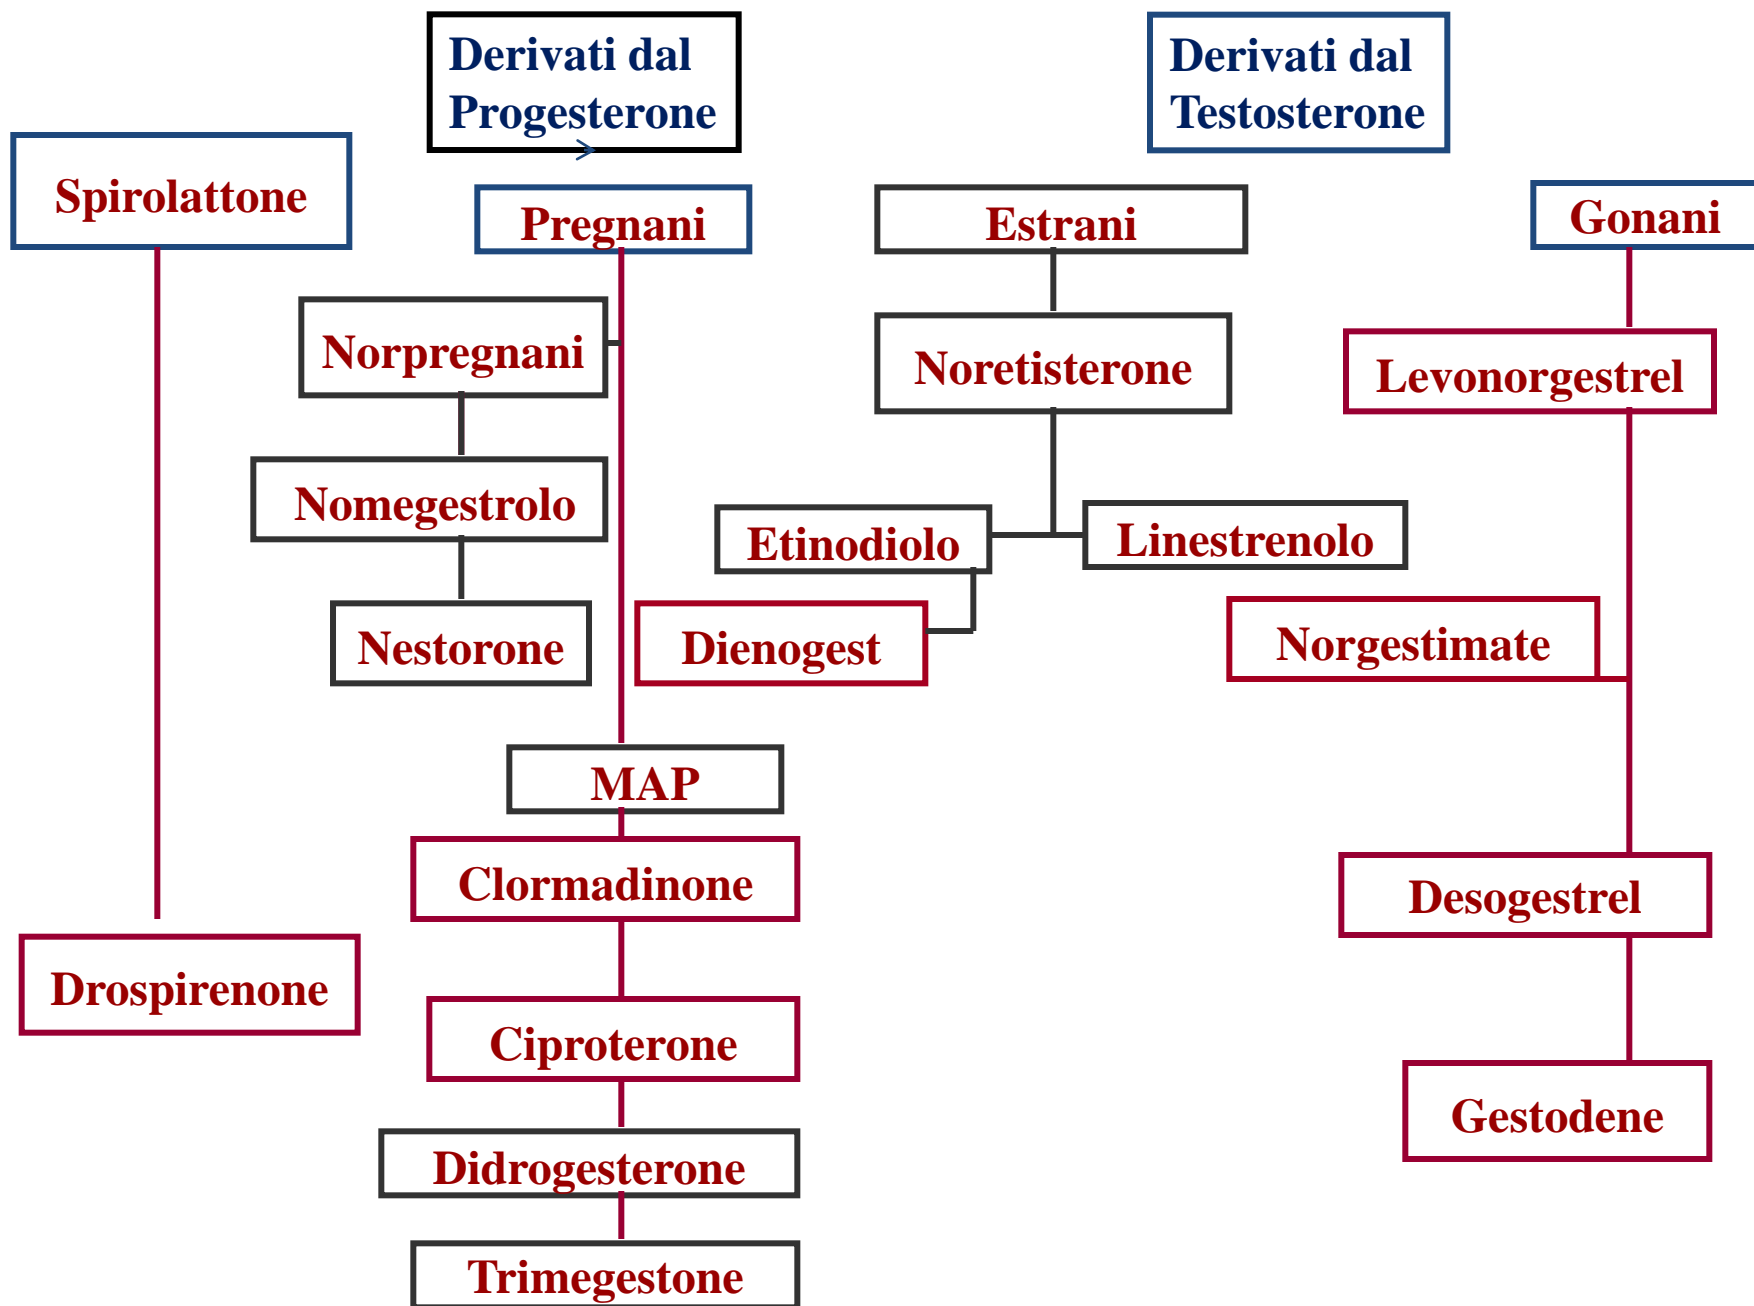 Derivati dal
Progesterone
Derivati dal
Testosterone
Spirolattone
Pregnani
Estrani
Gonani
Norpregnani
Noretisterone
Levonorgestrel
Nomegestrolo
Etinodiolo
Linestrenolo
Nestorone
Dienogest
Norgestimate
MAP
Clormadinone
Desogestrel
Drospirenone
Ciproterone
Gestodene
Didrogesterone
Trimegestone